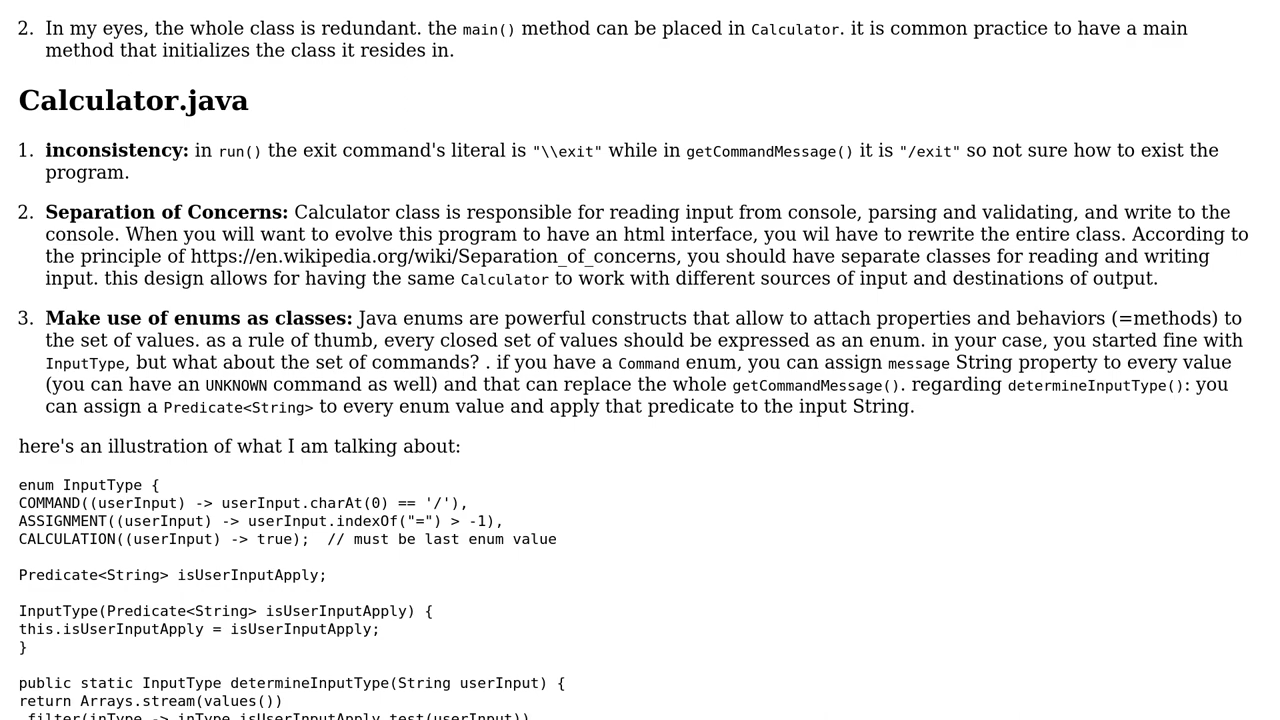 2. In my eyes, the whole class is redundant. the main() method can be placed in Calculator. it is common practice to have a main
method that initializes the class it resides in.
Calculator.java
1. inconsistency: in run() the exit command's literal is "\\exit" while in getCommandMessage() it is "/exit" so not sure how to exist the
program.
2. Separation of Concerns: Calculator class is responsible for reading input from console, parsing and validating, and write to the
console. When you will want to evolve this program to have an html interface, you wil have to rewrite the entire class. According to
the principle of https://en.wikipedia.org/wiki/Separation_of_concerns, you should have separate classes for reading and writing
input. this design allows for having the same Calculator to work with different sources of input and destinations of output.
3. Make use of enums as classes: Java enums are powerful constructs that allow to attach properties and behaviors (=methods) to
the set of values. as a rule of thumb, every closed set of values should be expressed as an enum. in your case, you started fine with
InputType, but what about the set of commands? . if you have a Command enum, you can assign message String property to every value
(you can have an UNKNOWN command as well) and that can replace the whole getCommandMessage(). regarding determineInputType(): you
can assign a Predicate<String> to every enum value and apply that predicate to the input String.
here's an illustration of what I am talking about:
enum InputType {
COMMAND((userInput) -> userInput.charAt(0) == '/'),
ASSIGNMENT((userInput) -> userInput.indexOf("=") > -1),
CALCULATION((userInput) -> true);  // must be last enum value
Predicate<String> isUserInputApply;
InputType(Predicate<String> isUserInputApply) {
this.isUserInputApply = isUserInputApply;
}
public static InputType determineInputType(String userInput) {
return Arrays.stream(values())
.filter(inType -> inType.isUserInputApply.test(userInput))